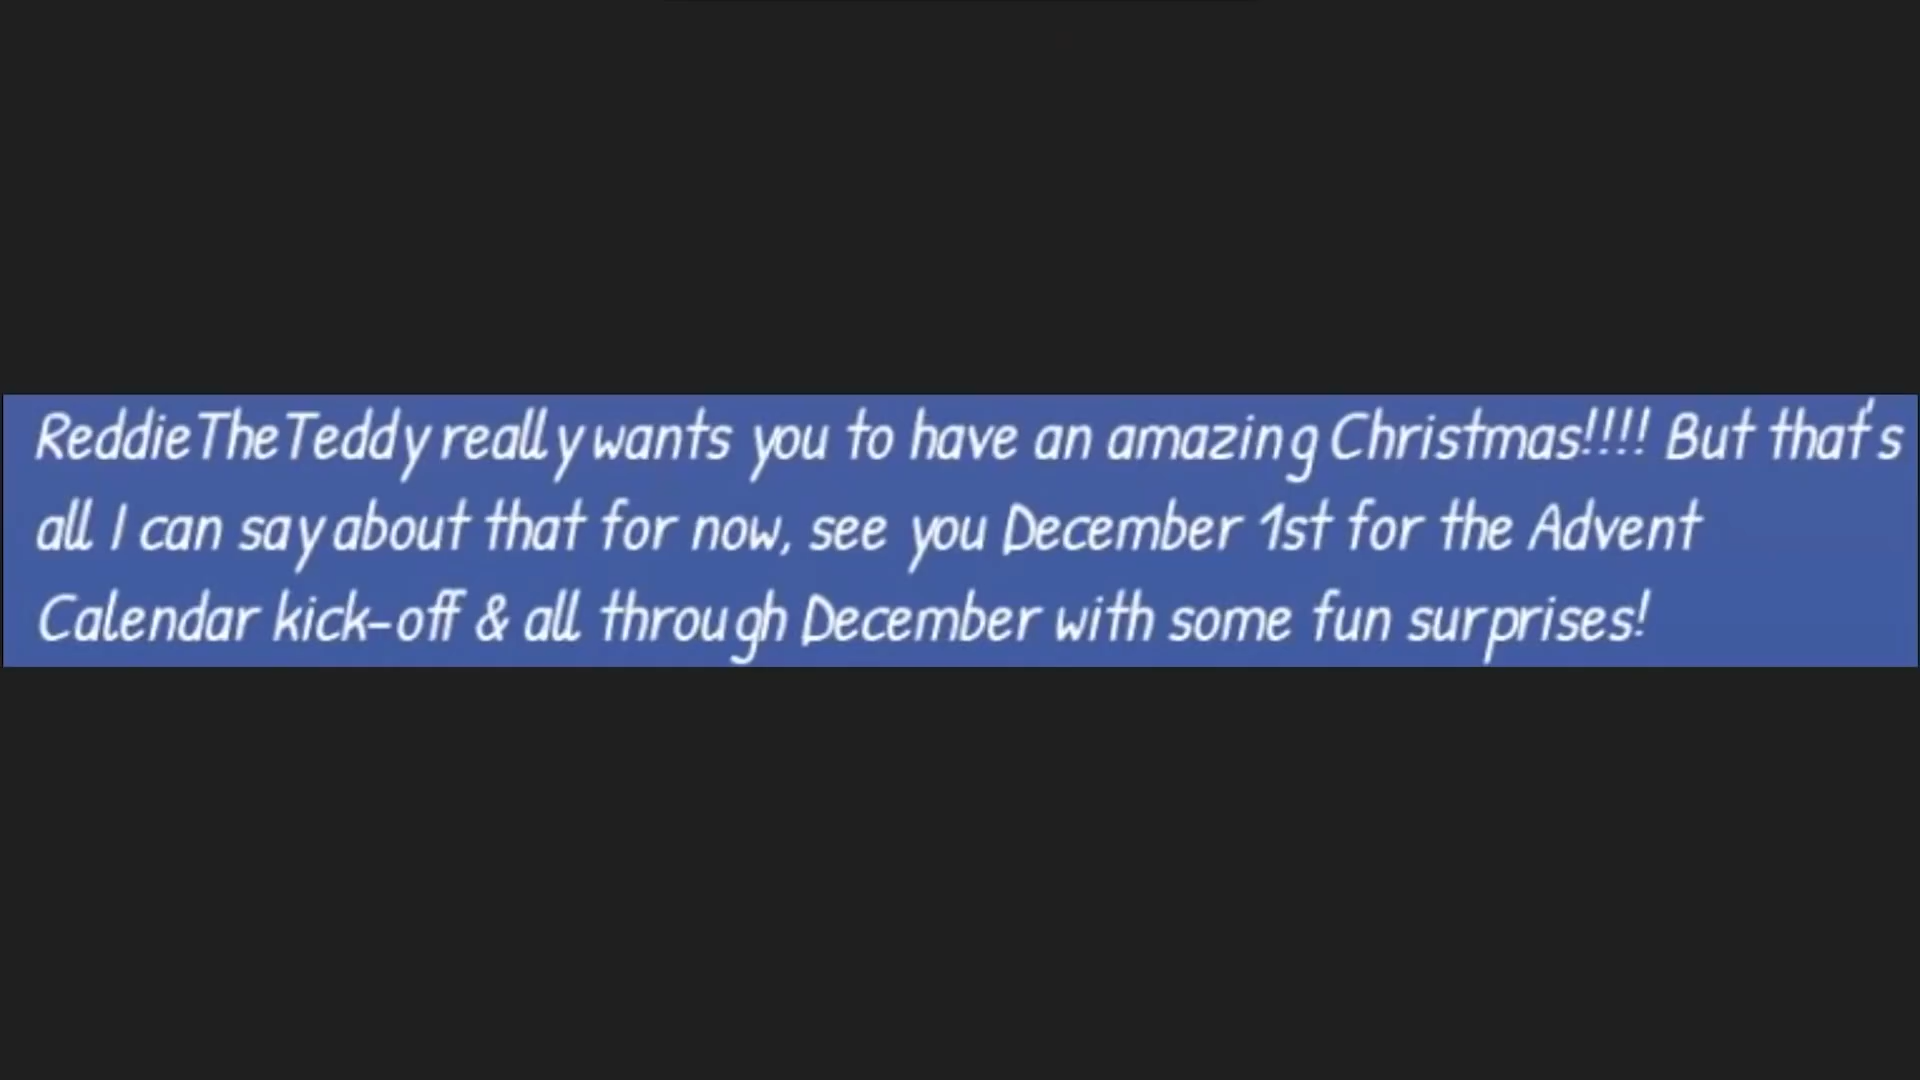 ReddieTheTeddy really wants you to have an amazing Christmas!!!! But that's
all I can say about that for now, see you December 1st for the Advent
Calendar kick-off & all through December with some fun surprises!